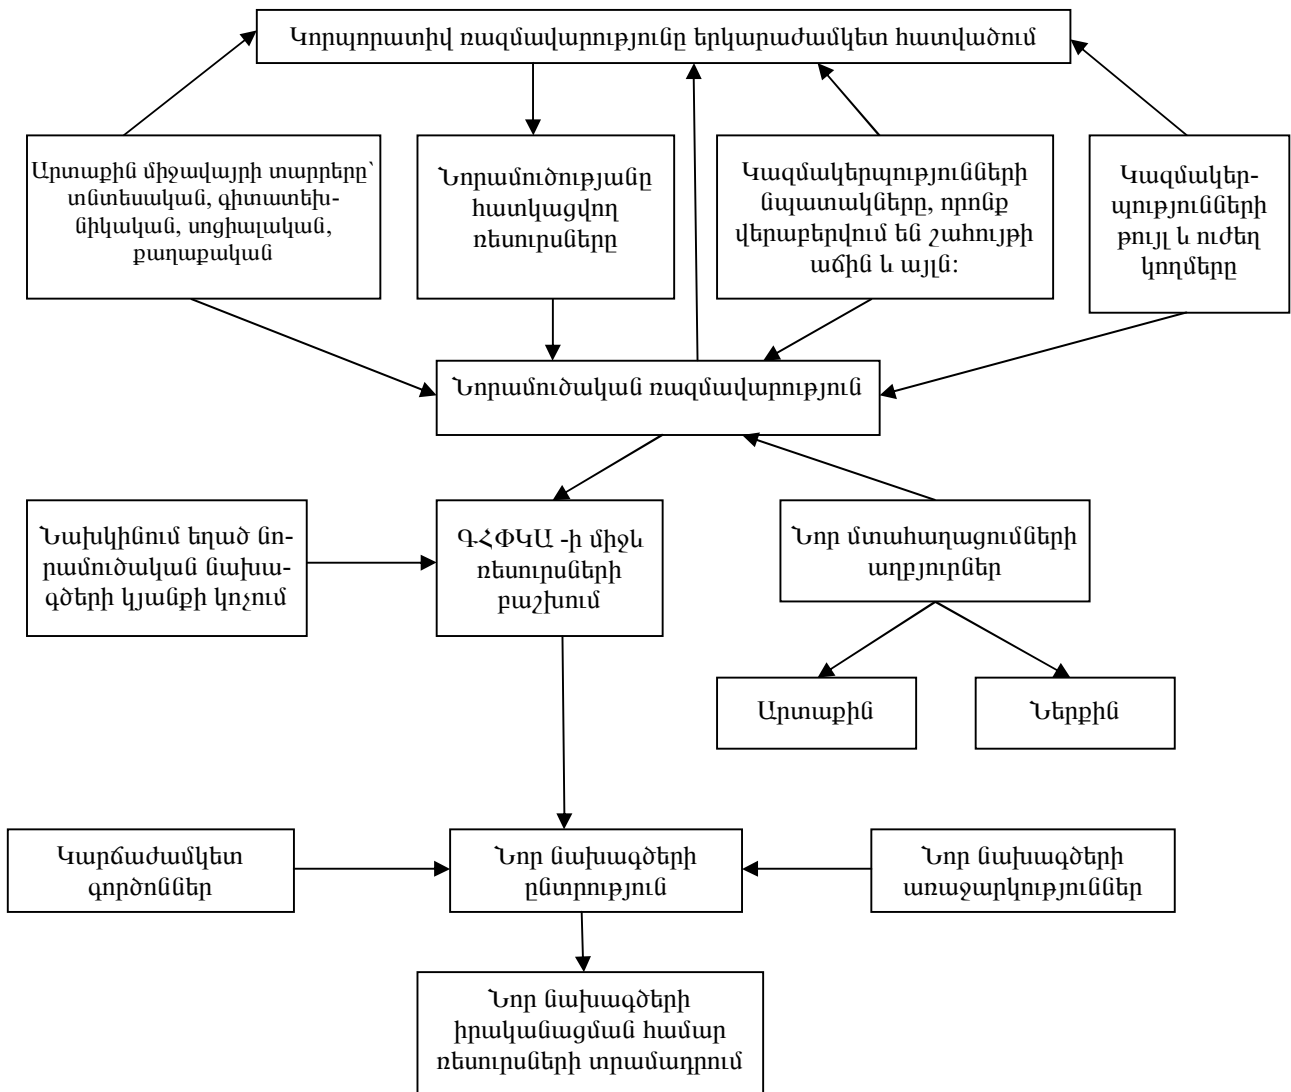 Կորպորատիվ ռազմավարությունը երկարաժամկետ հատվածում
Արտաքին միջավայրի տարրերը՝
տնտեսական, գիտատեխ-
նիկական, սոցիալական,
քաղաքական
Նորամուծությանը
հատկացվող
ռեսուրսները
Կազմակերպությունների
նպատակները, որոնք
վերաբերվում են շահույթի
աճին և այլն:
Կազմակեր-
պությունների
թույլ և ուժեղ
կողմերը
Նորամուծական ռազմավարություն
Նախկինում եղած նո-
րամուծական նախա-
գծերի կյանքի կոչում
ԳՀՓԿԱ -ի միջև
ռեսուրսների
բաշխում
Նոր մտահաղացումների
աղբյուրներ
Արտաքին
Ներքին
Կարճաժամկետ
գործոններ
Նոր նախագծերի
ընտրություն
Նոր նախագծերի
առաջարկություններ
Նոր նախագծերի
իրականացման համար
ռեսուրսների տրամադրում